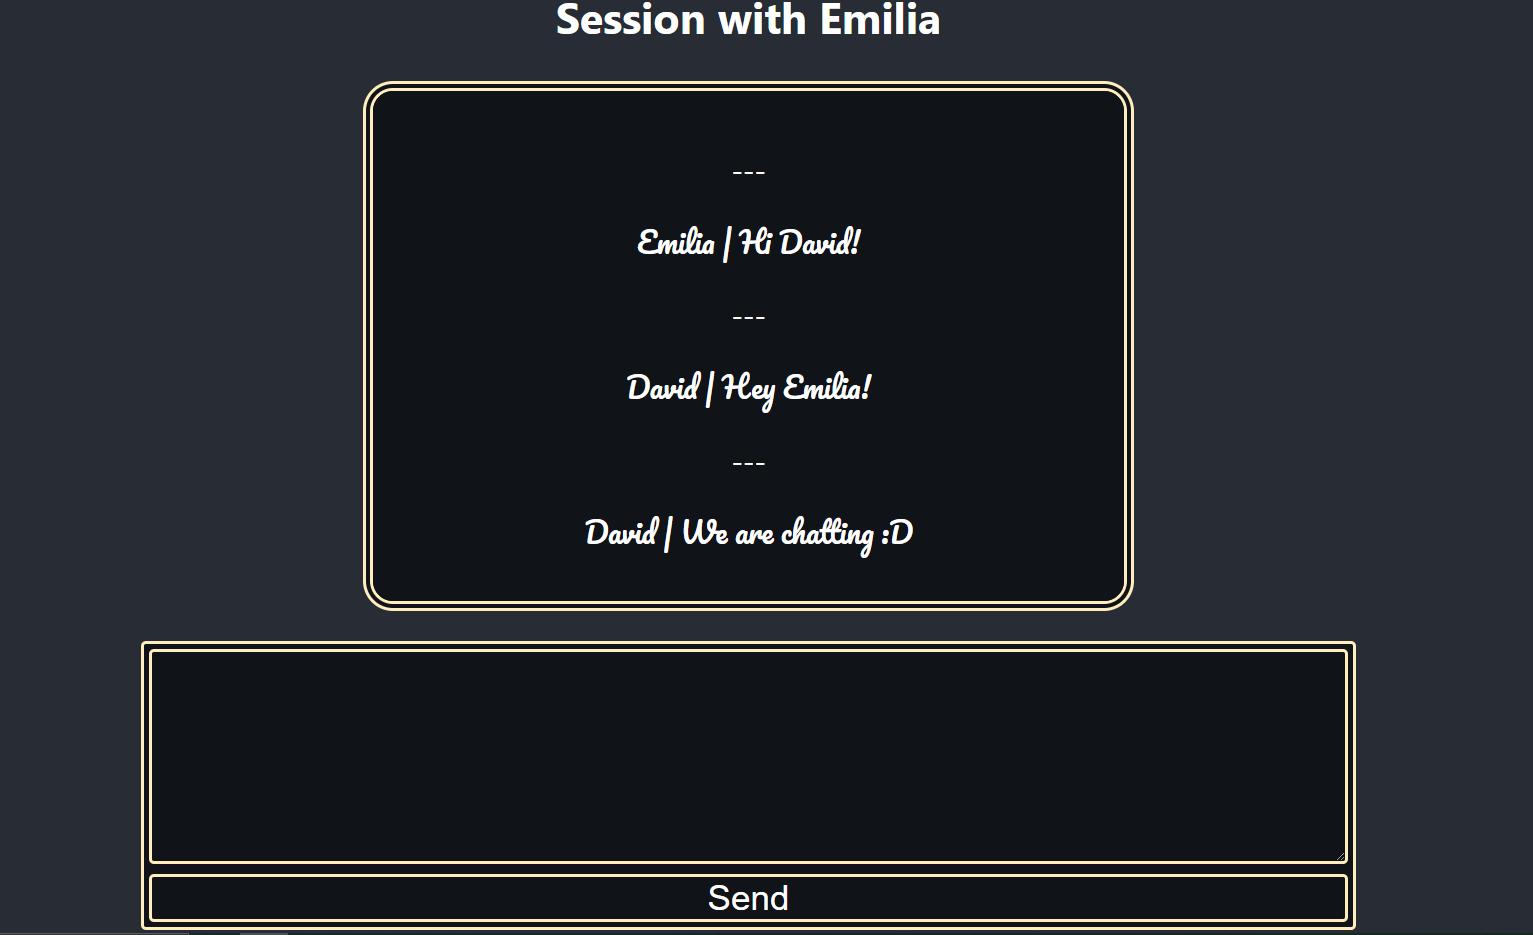 Session with Emilia
---
Emilia | Hi David!
---
David | Hey Emilia!
---
David | We are chatting :D
Send